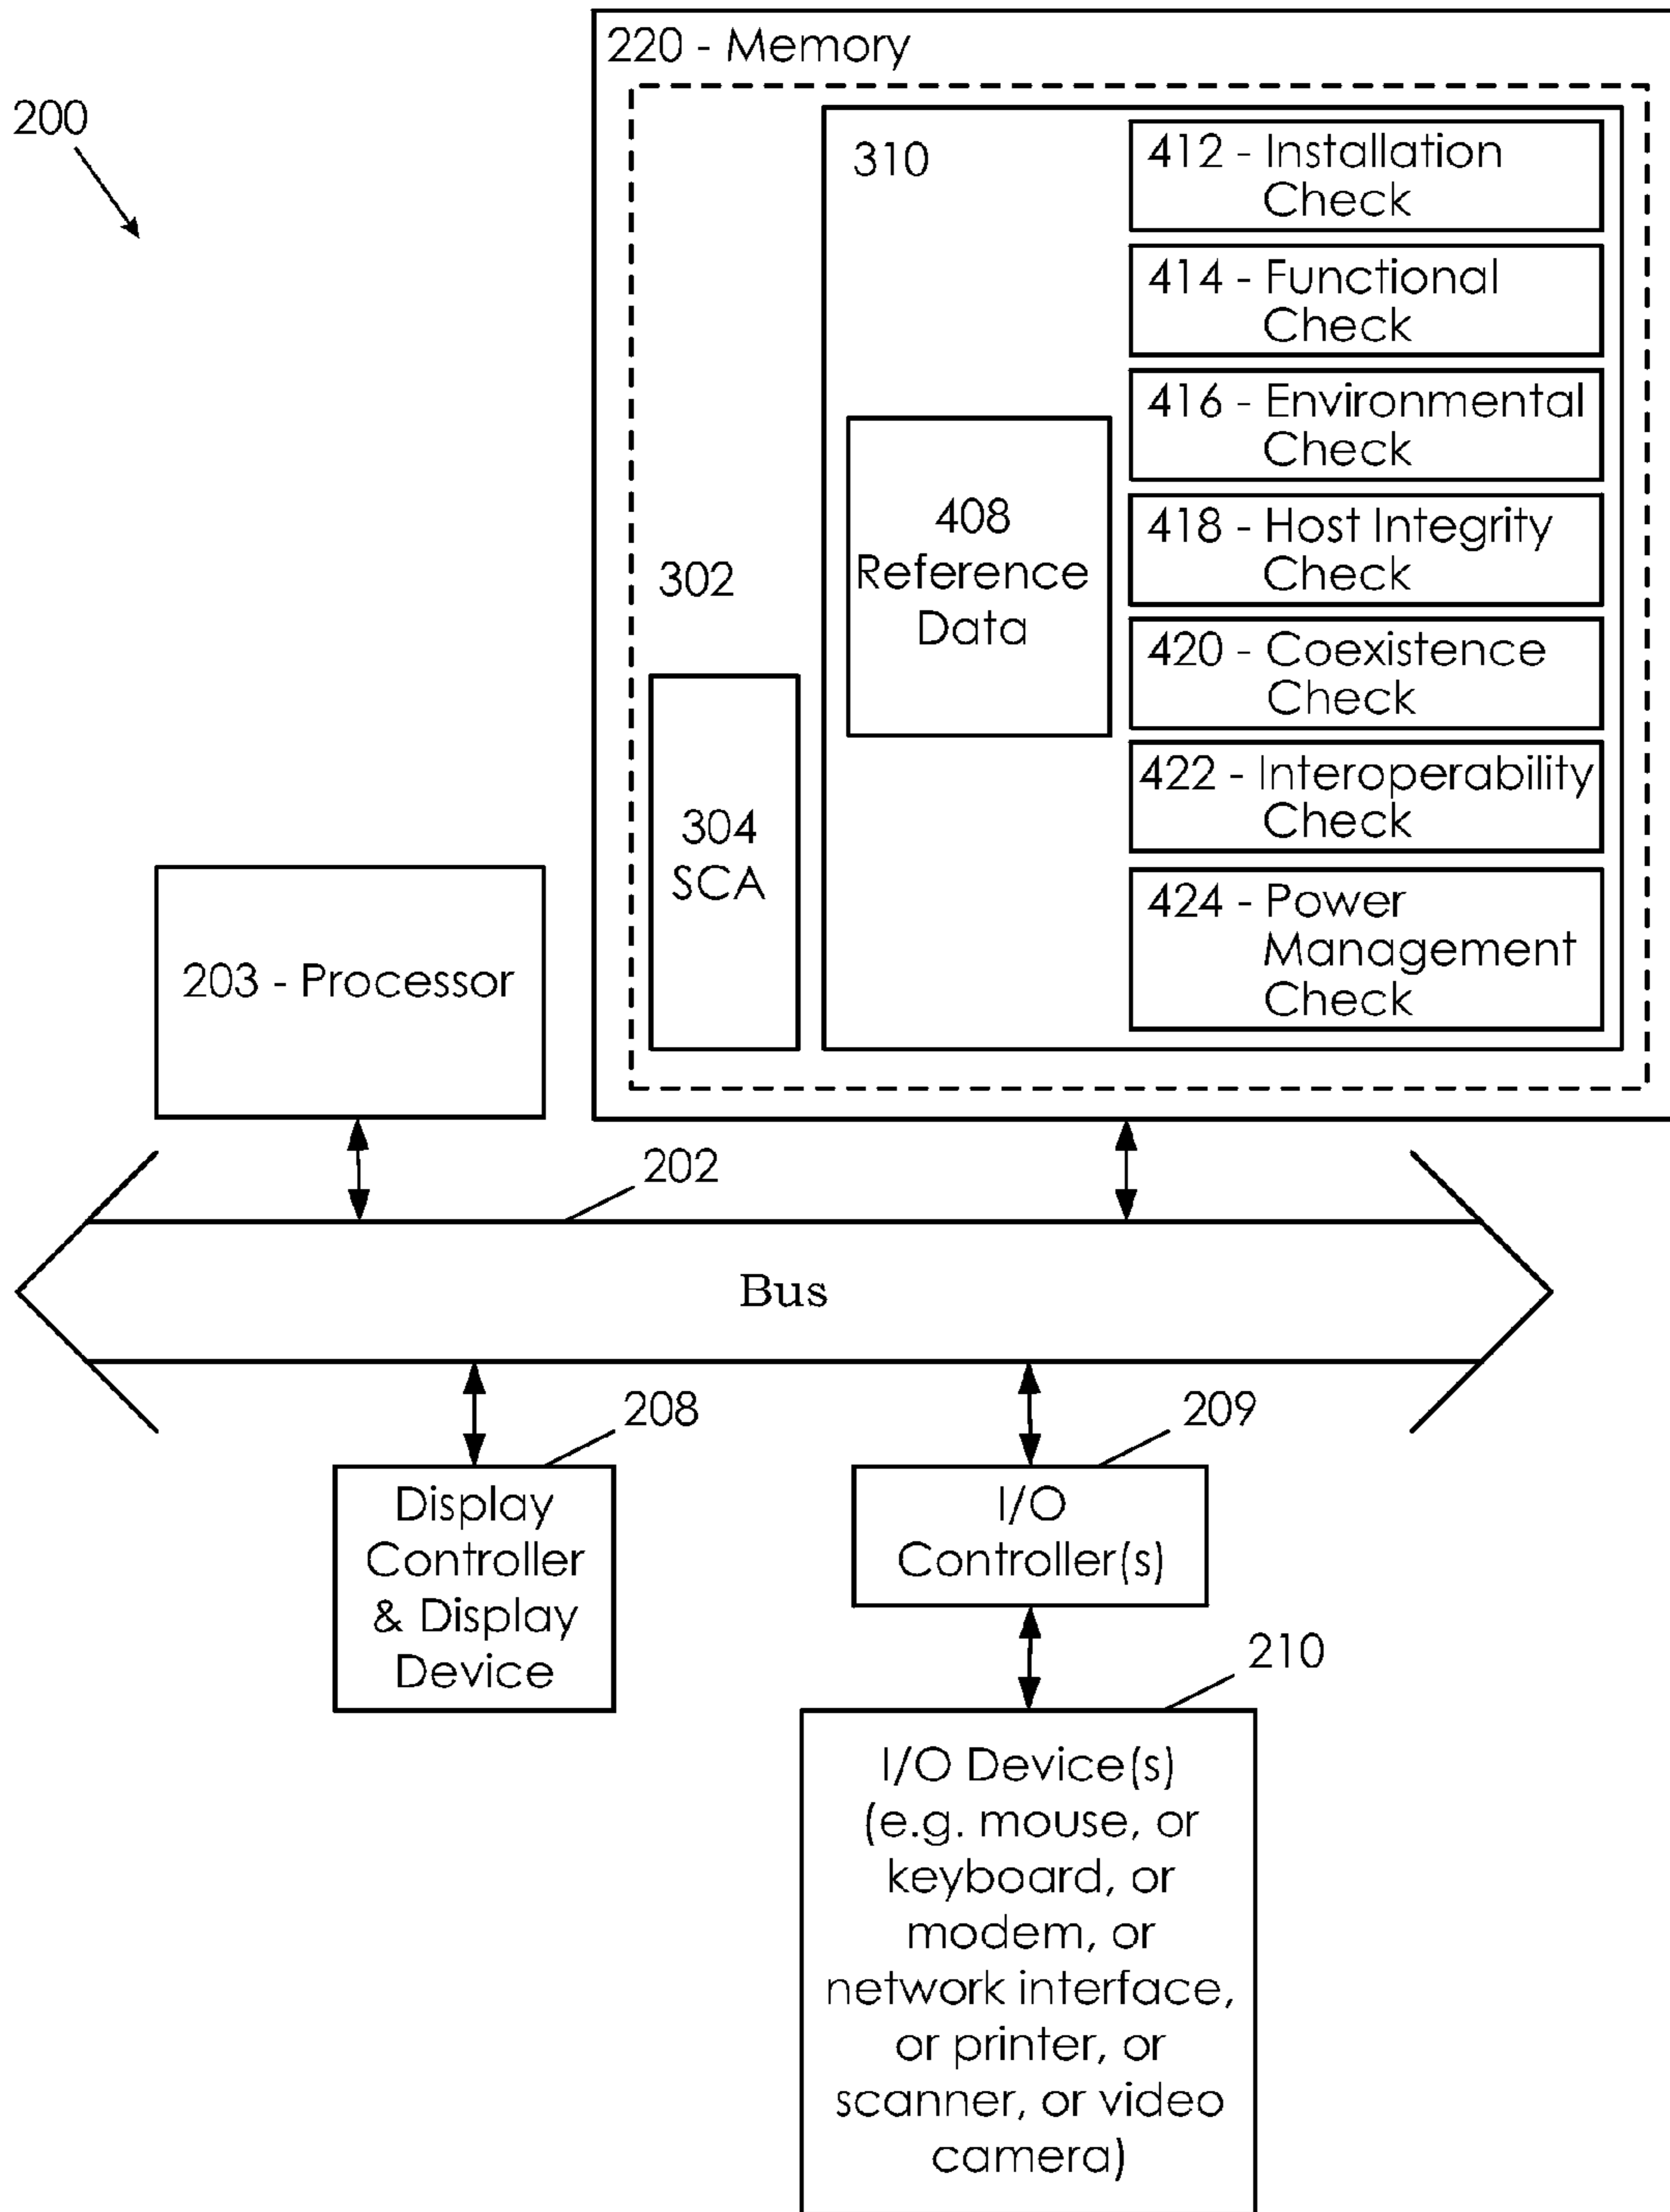 220 - Memory
200
310
412 - Installation
Check
414 - Functional
Check
416 - Environmental
Check
418 - Host Integrity
Check
420 - Coexistence
Check
422 - Interoperability
Check
424 - Power
Management
Check
408
Reference
Data
302
304
SCA
203 - Processor
202
Bus
208
Display
Controller
& Display
Device
209
I/O
Controller(s)
210
I/O Device(s)
(e.g. mouse, or
keyboard, or
modem, or
network interface,
or printer, or
scanner, or video
camera)